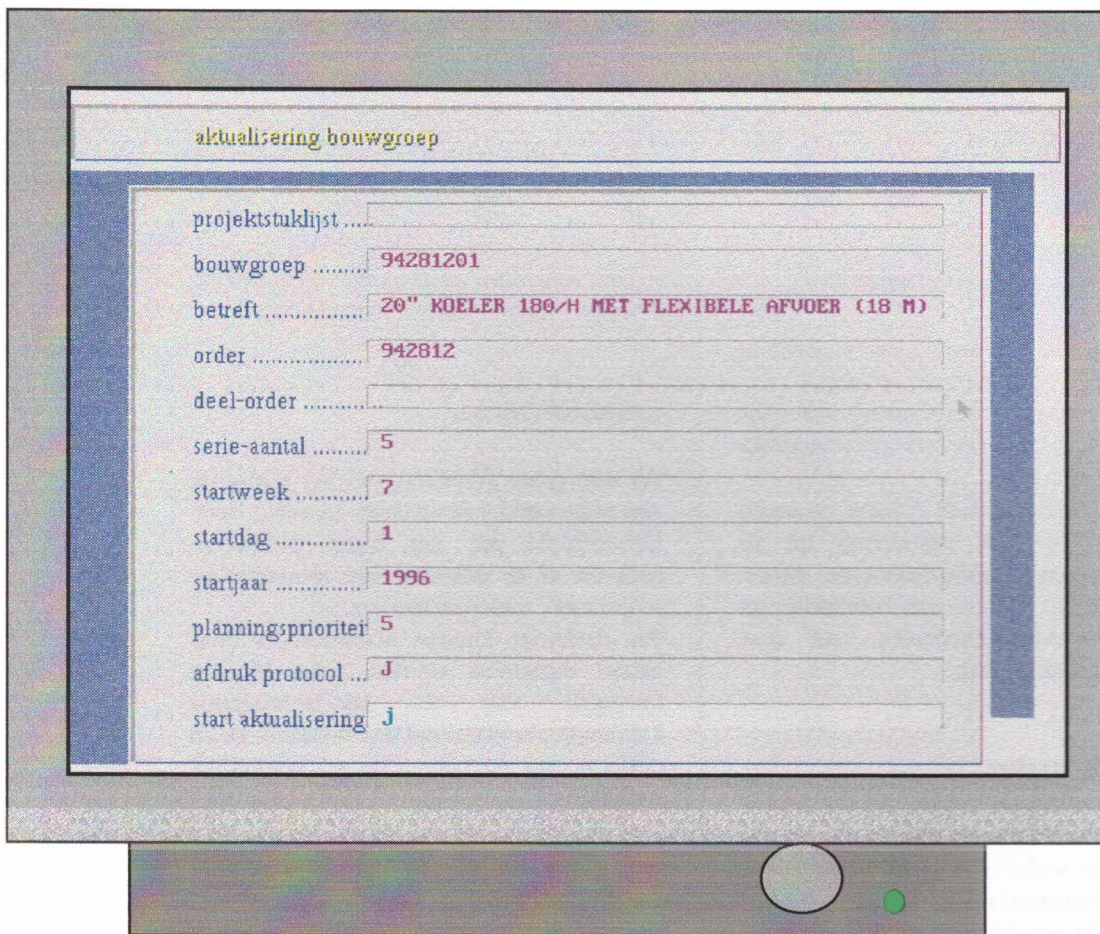 aktualisering bouwgroep
projektstuklijst .....
bouwgroep ......... 94281201
betreft ............... 20" KOELER 180/H MET FLEXIBELE AFVOER (18 M)
order ................. 942812
deel-order ............
serie-aantal ......... 5
startweek ............ 7
startdag ............... 1
startjaar .............. 1996
planningsprioritei 5
afdruk protocol ... J
start aktualisering j